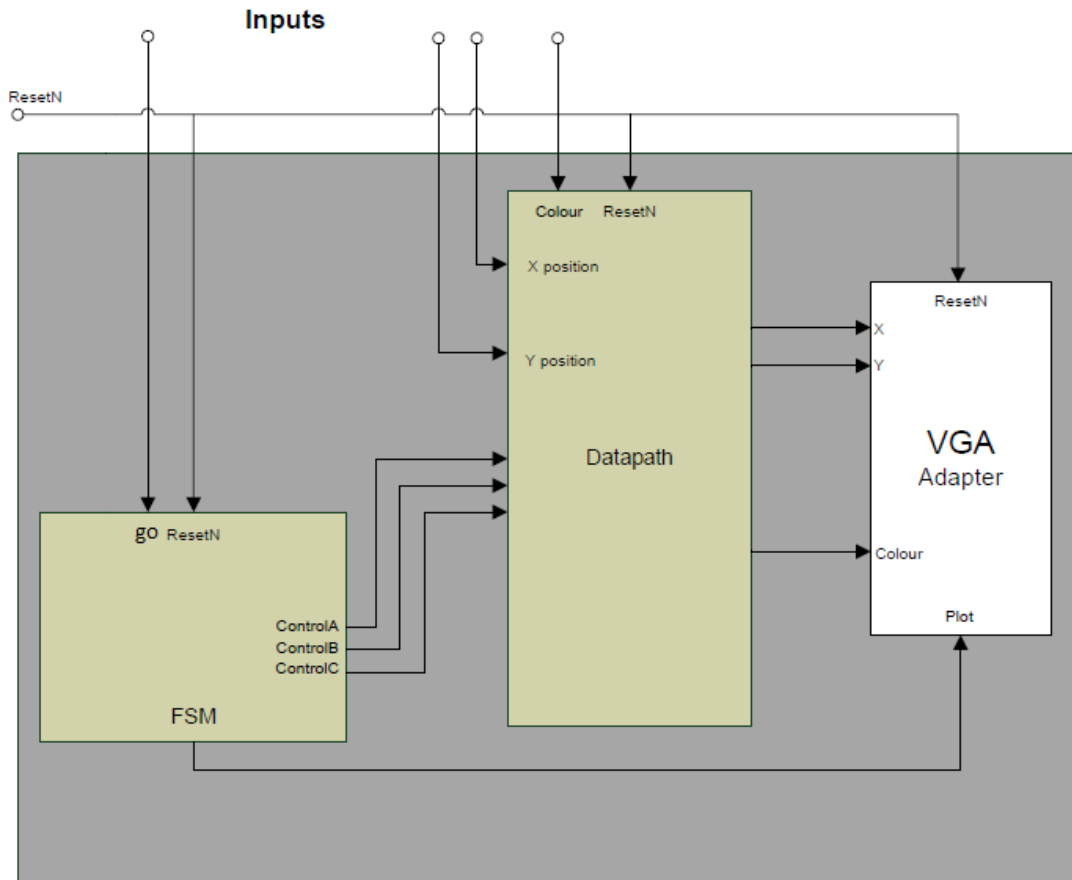 Inputs
ResetN
Colour ResetN
X position
Y position
Datapath
ResetN
X
Y
VGA
Adapter
Colour
Plot
go ResetN
ControlA
ControlB
ControlC
FSM